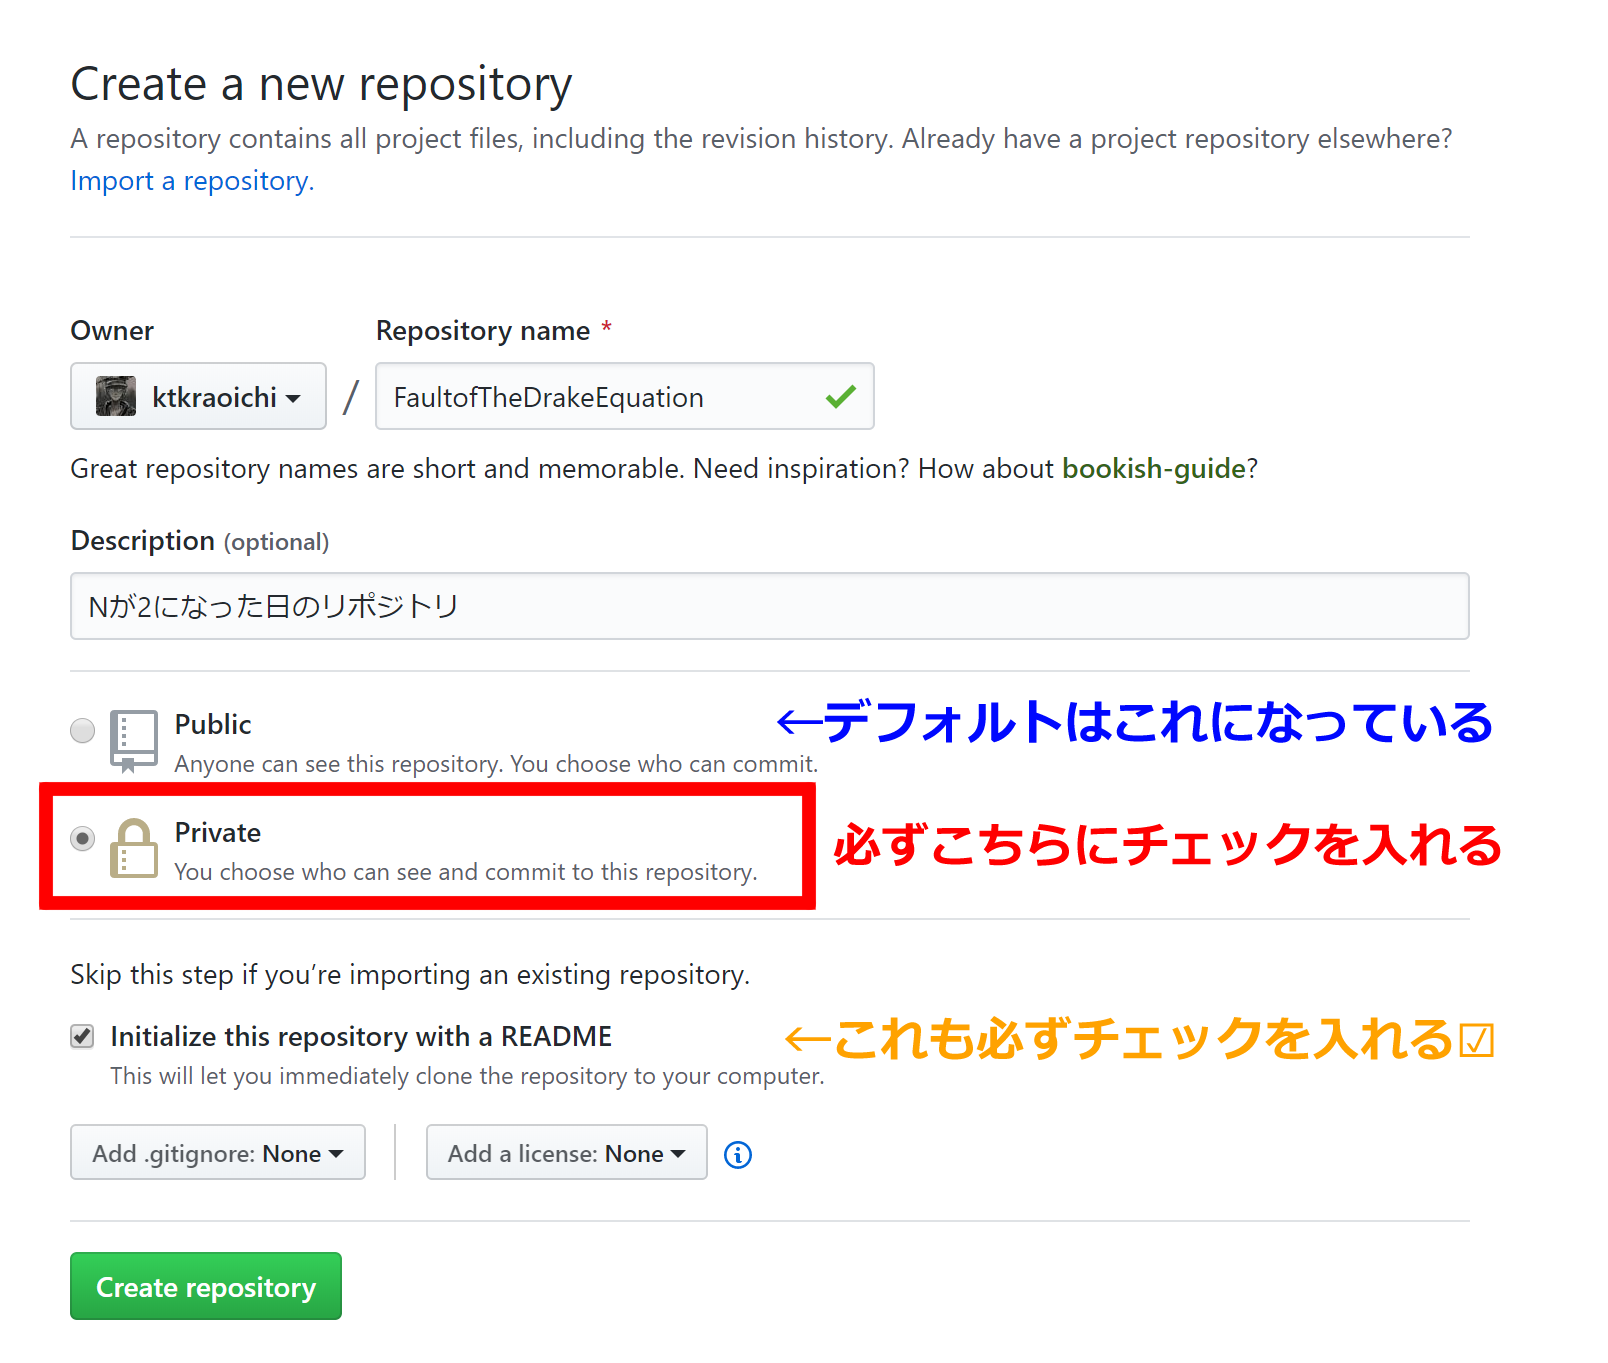 Create a new repository
A repository contains all project files, including the revision history. Already have a project repository elsewhere?
Import a repository.
Owner
Repository name *
ktkraoichi / FaultofTheDrakeEquation
Great repository names are short and memorable. Need inspiration? How about bookish-guide?
Description (optional)
Nが2になった日のリポジトリ
Public
←デフォルトはこれになっている
Anyone can see this repository. You choose who can commit.
Private
必ずこちらにチェックを入れる
You choose who can see and commit to this repository.
Skip this step if you’re importing an existing repository.
Initialize this repository with a README
←これも必ずチェックを入れる☑
This will let you immediately clone the repository to your computer.
Add .gitignore: None
Add a license: None
Create repository